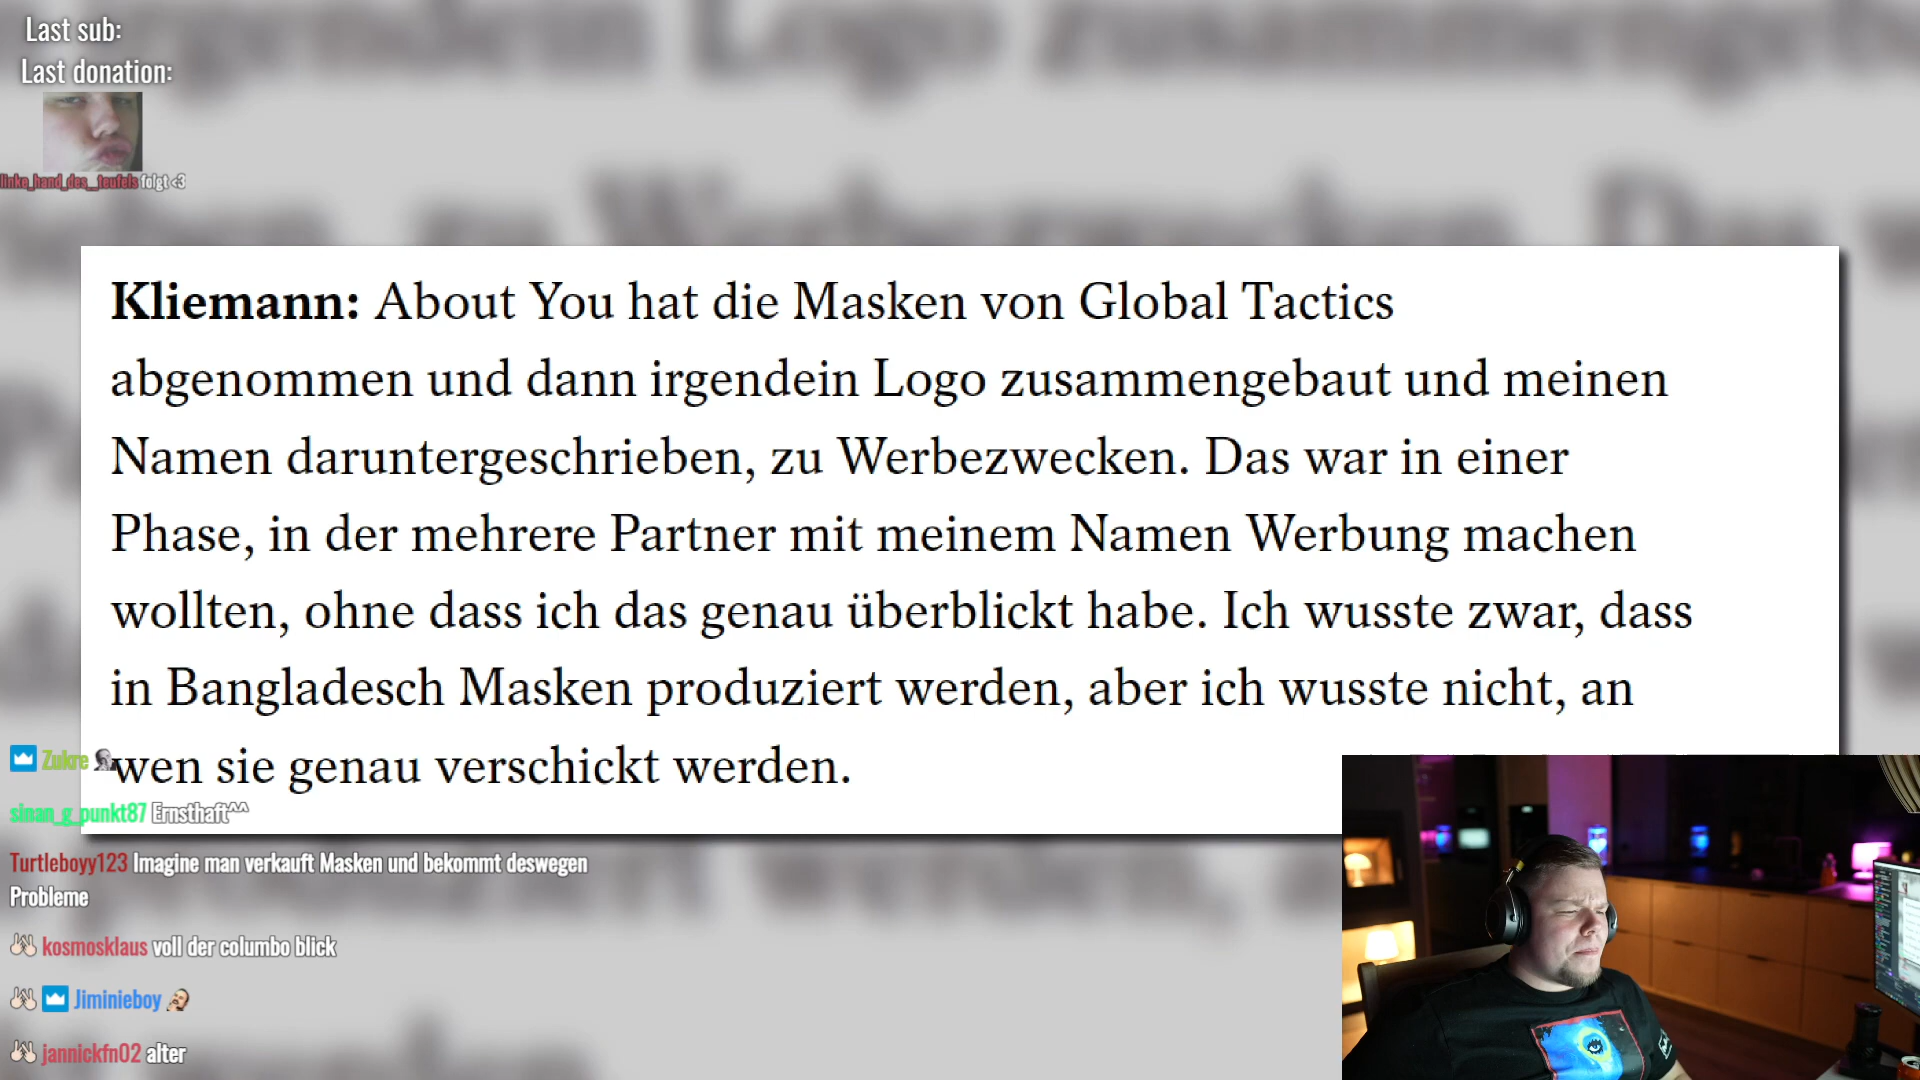 Last sub:
Last donation:
linke_hand_des_teufels folgt <3
Kliemann: About You hat die Masken von Global Tactics
abgenommen und dann irgendein Logo zusammengebaut und meinen
Namen daruntergeschrieben, zu Werbezwecken. Das war in einer
Phase, in der mehrere Partner mit meinem Namen Werbung machen
wollten, ohne dass ich das genau überblickt habe. Ich wusste zwar, dass
in Bangladesch Masken produziert werden, aber ich wusste nicht, an
wen sie genau verschickt werden.
Zukre
sinan_g_punkt87 Ernsthaft^^
Turtleboyy123 Imagine man verkauft Masken und bekommt deswegen
Probleme
kosmosklaus voll der columbo blick
Jiminieboy
jannickfn02 alter